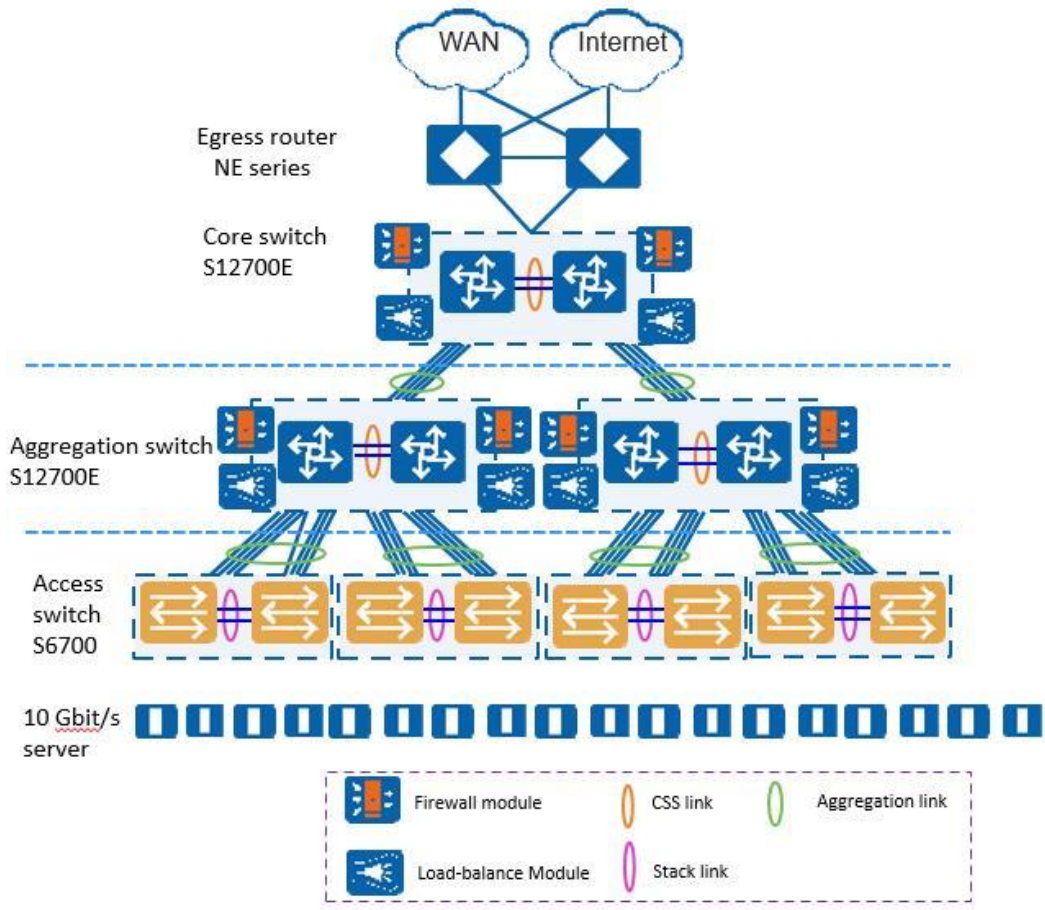 WAN
Internet
Egress router
NE series
Core switch
S12700E
Aggregation switch
S12700E
Access
switch
S6700
10 Gbit/s
server
Firewall module
CSS link
Aggregation link
Load-balance Module
Stack link